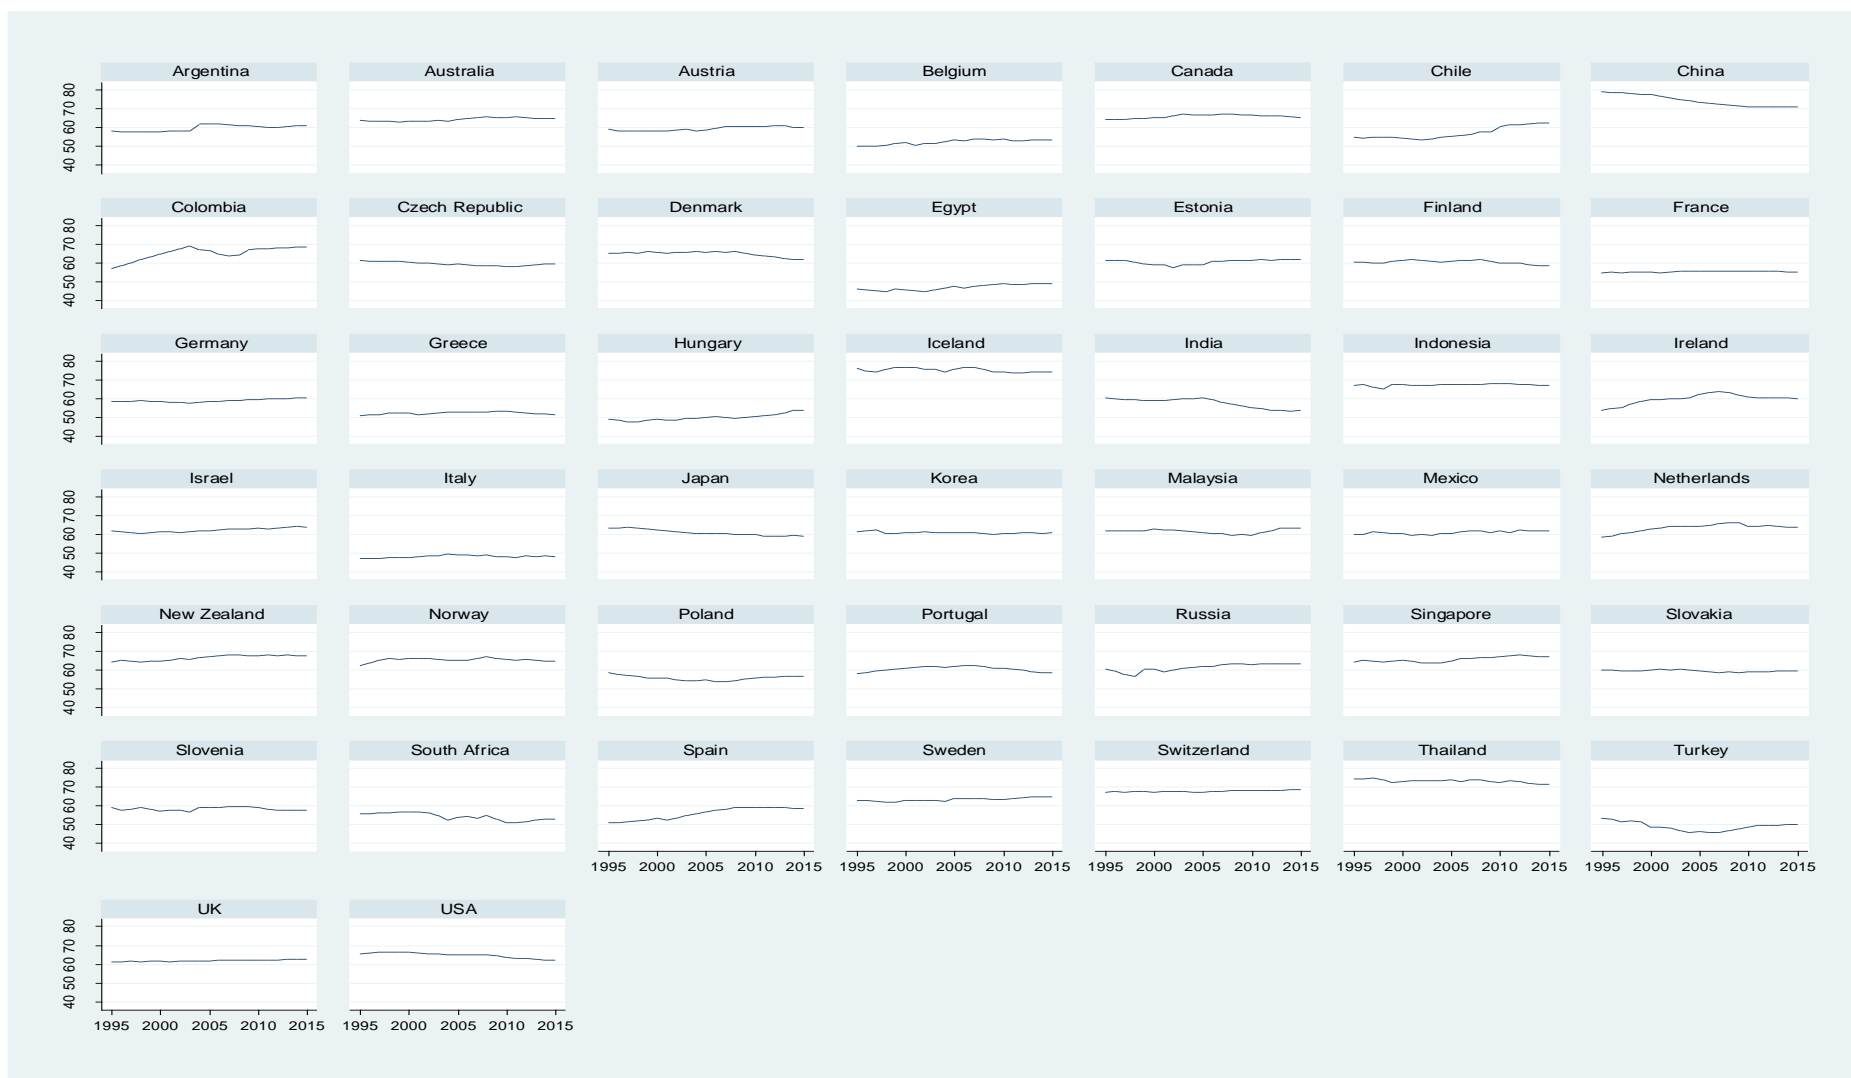 Argentina Australia Austria Belgium Canada Chile China
40 50 60 70 80
Colombia Czech Republic Denmark Egypt Estonia Finland France
40 50 60 70 80
Germany Greece Hungary Iceland India Indonesia Ireland
40 50 60 70 80
Israel Italy Japan Korea Malaysia Mexico Netherlands
40 50 60 70 80
New Zealand Norway Poland Portugal Russia Singapore Slovakia
40 50 60 70 80
Slovenia South Africa Spain Sweden Switzerland Thailand Turkey
40 50 60 70 80
1995 2000 2005 2010 2015 1995 2000 2005 2010 2015 1995 2000 2005 2010 2015 1995 2000 2005 2010 2015 1995 2000 2005 2010 2015
UK USA
40 50 60 70 80
1995 2000 2005 2010 2015 1995 2000 2005 2010 2015